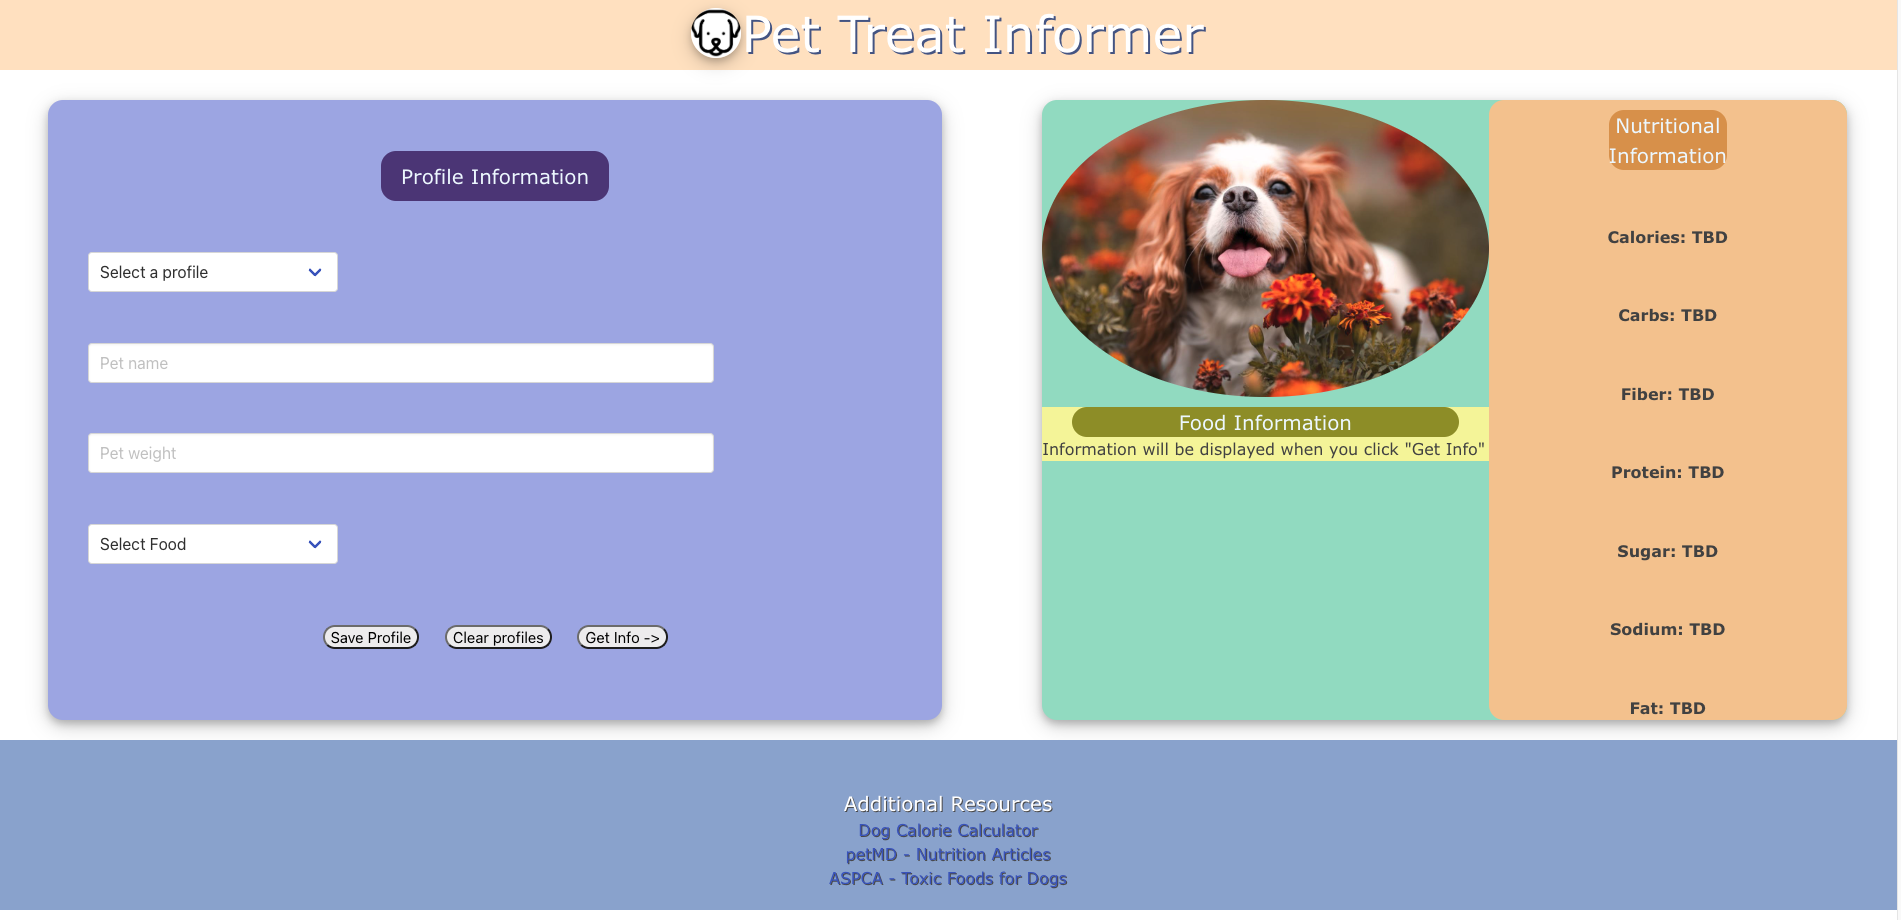 Pet Treat Informer
Profile Information
Select a profile
Pet name
Pet weight
Select Food
Save Profile
Clear profiles
Get Info ->
Food Information
Information will be displayed when you click "Get Info"
Nutritional
Information
Calories: TBD
Carbs: TBD
Fiber: TBD
Protein: TBD
Sugar: TBD
Sodium: TBD
Fat: TBD
Additional Resources
Dog Calorie Calculator
petMD - Nutrition Articles
ASPCA - Toxic Foods for Dogs